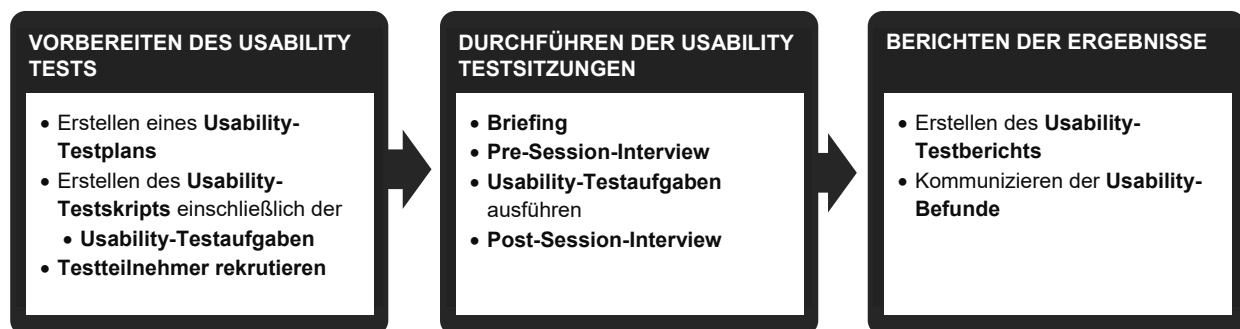 VORBEREITEN DES USABILITY
TESTS
• Erstellen eines Usability-
Testplans
• Erstellen des Usability-
Testskripts einschließlich der
• Usability-Testaufgaben
• Testteilnehmer rekrutieren
DURCHFÜHREN DER USABILITY
TESTSITZUNGEN
• Briefing
• Pre-Session-Interview
• Usability-Testaufgaben
ausführen
• Post-Session-Interview
BERICHTEN DER ERGEBNISSE
• Erstellen des Usability-
Testberichts
• Kommunizieren der Usability-
Befunde